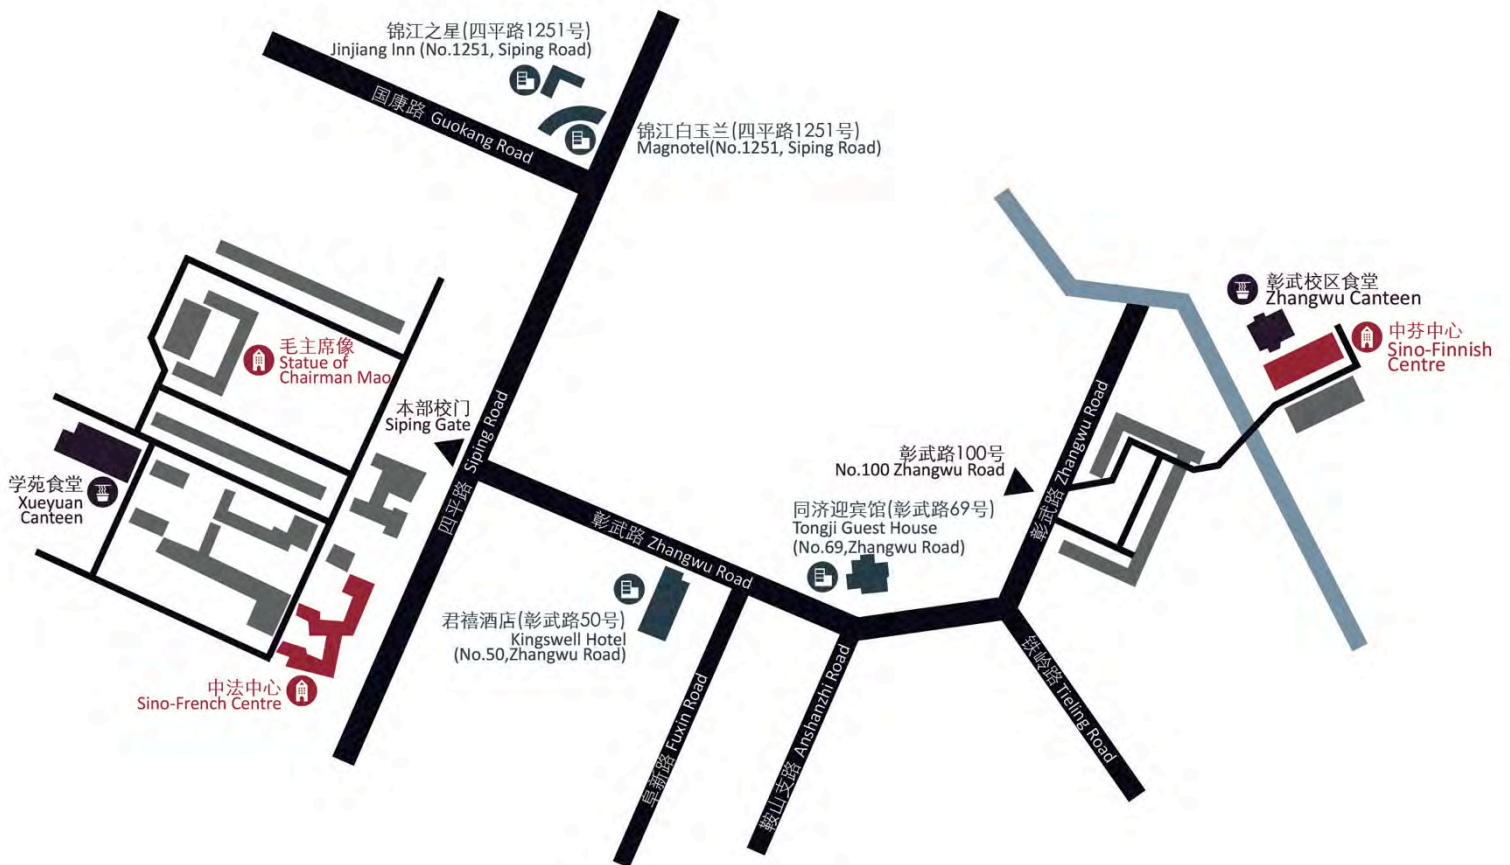 锦江之星(四平路1251号)
Jinjiang Inn (No.1251, Siping Road)
国康路 Guokang Road
锦江白玉兰(四平路1251号)
Magnotel(No.1251, Siping Road)
毛主席像
Statue of
Chairman Mao
本部校门
Siping Gate
四平路 Siping Road
学苑食堂
Xueyuan
Canteen
中法中心
Sino-French Centre
彰武路 Zhangwu Road
君禧酒店(彰武路50号)
Kingswell Hotel
(No.50,Zhangwu Road)
同济迎宾馆(彰武路69号)
Tongji Guest House
(No.69,Zhangwu Road)
彰武路100号
No.100 Zhangwu Road
彰武路 Zhangwu Road
彰武校区食堂
Zhangwu Canteen
中芬中心
Sino-Finnish
Centre
阜新路 Fuxin Road
鞍山支路 Anshanzhi Road
铁岭路 Tieling Road